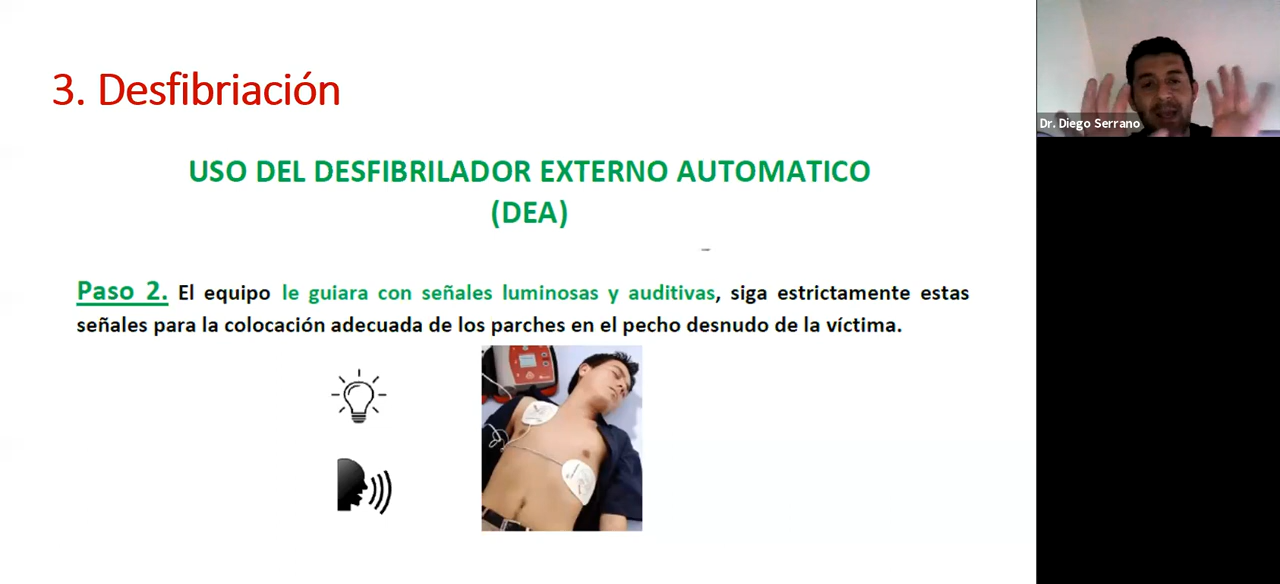 3. Desfibriación
USO DEL DESFIBRILADOR EXTERNO AUTOMATICO
(DEA)
Paso 2. El equipo le guiara con señales luminosas y auditivas, siga estrictamente estas
señales para la colocación adecuada de los parches en el pecho desnudo de la víctima.
Dr. Diego Serrano